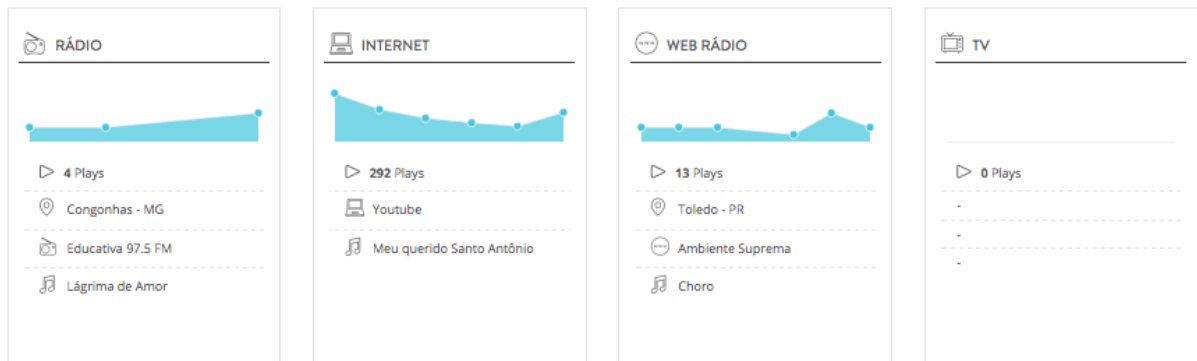 RÁDIO
4 Plays
Congonhas - MG
Educativa 97.5 FM
Lágrima de Amor
INTERNET
292 Plays
Youtube
Meu querido Santo Antônio
WEB RÁDIO
13 Plays
Toledo - PR
Ambiente Suprema
Choro
TV
0 Plays
-
-
-